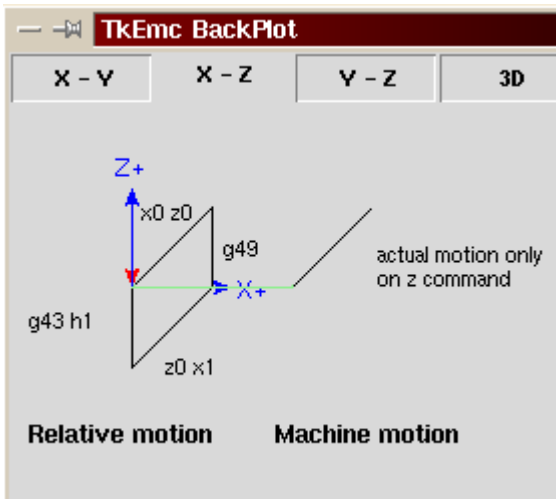 TkEmc BackPlot
X - Y
X - Z
Y - Z
3D
Z+
x0 z0
g49
actual motion only
on z command
X+
g43 h1
z0 x1
Relative motion
Machine motion